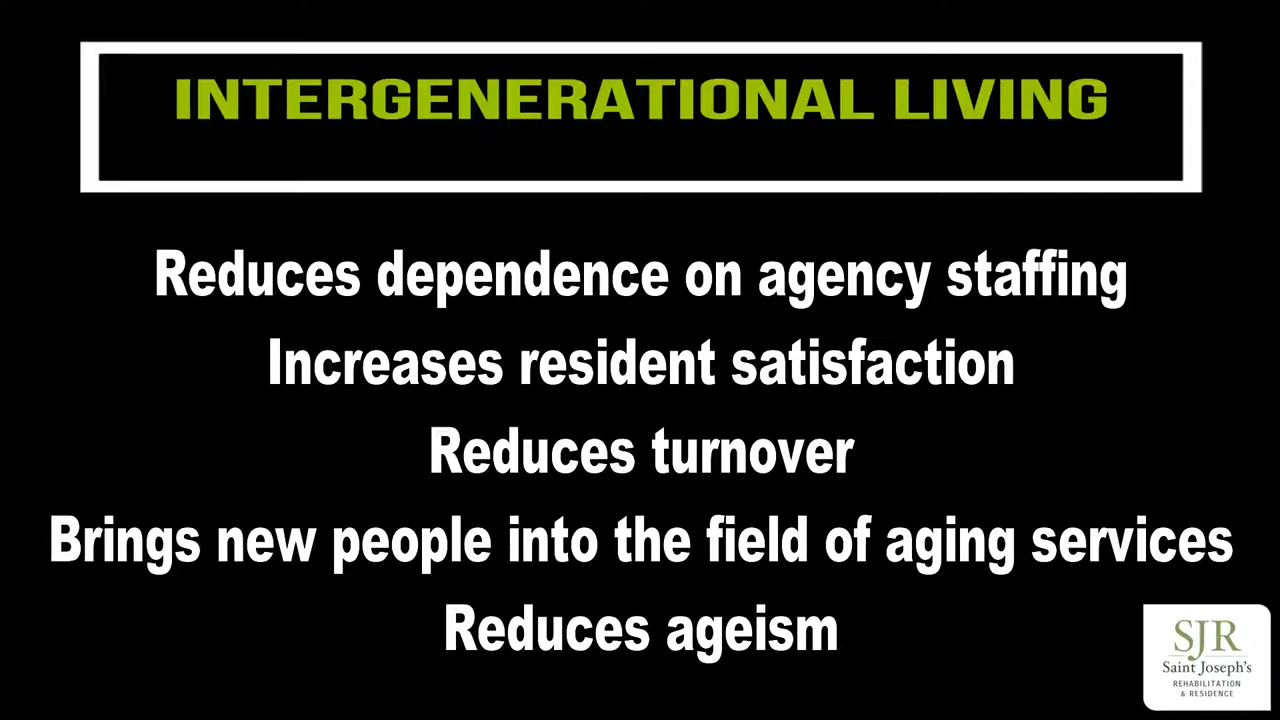 INTERGENERATIONAL LIVING
Reduces dependence on agency staffing
Increases resident satisfaction
Reduces turnover
Brings new people into the field of aging services
Reduces ageism
SJR
Saint Joseph's
REHABILITATION
& RESIDENCE